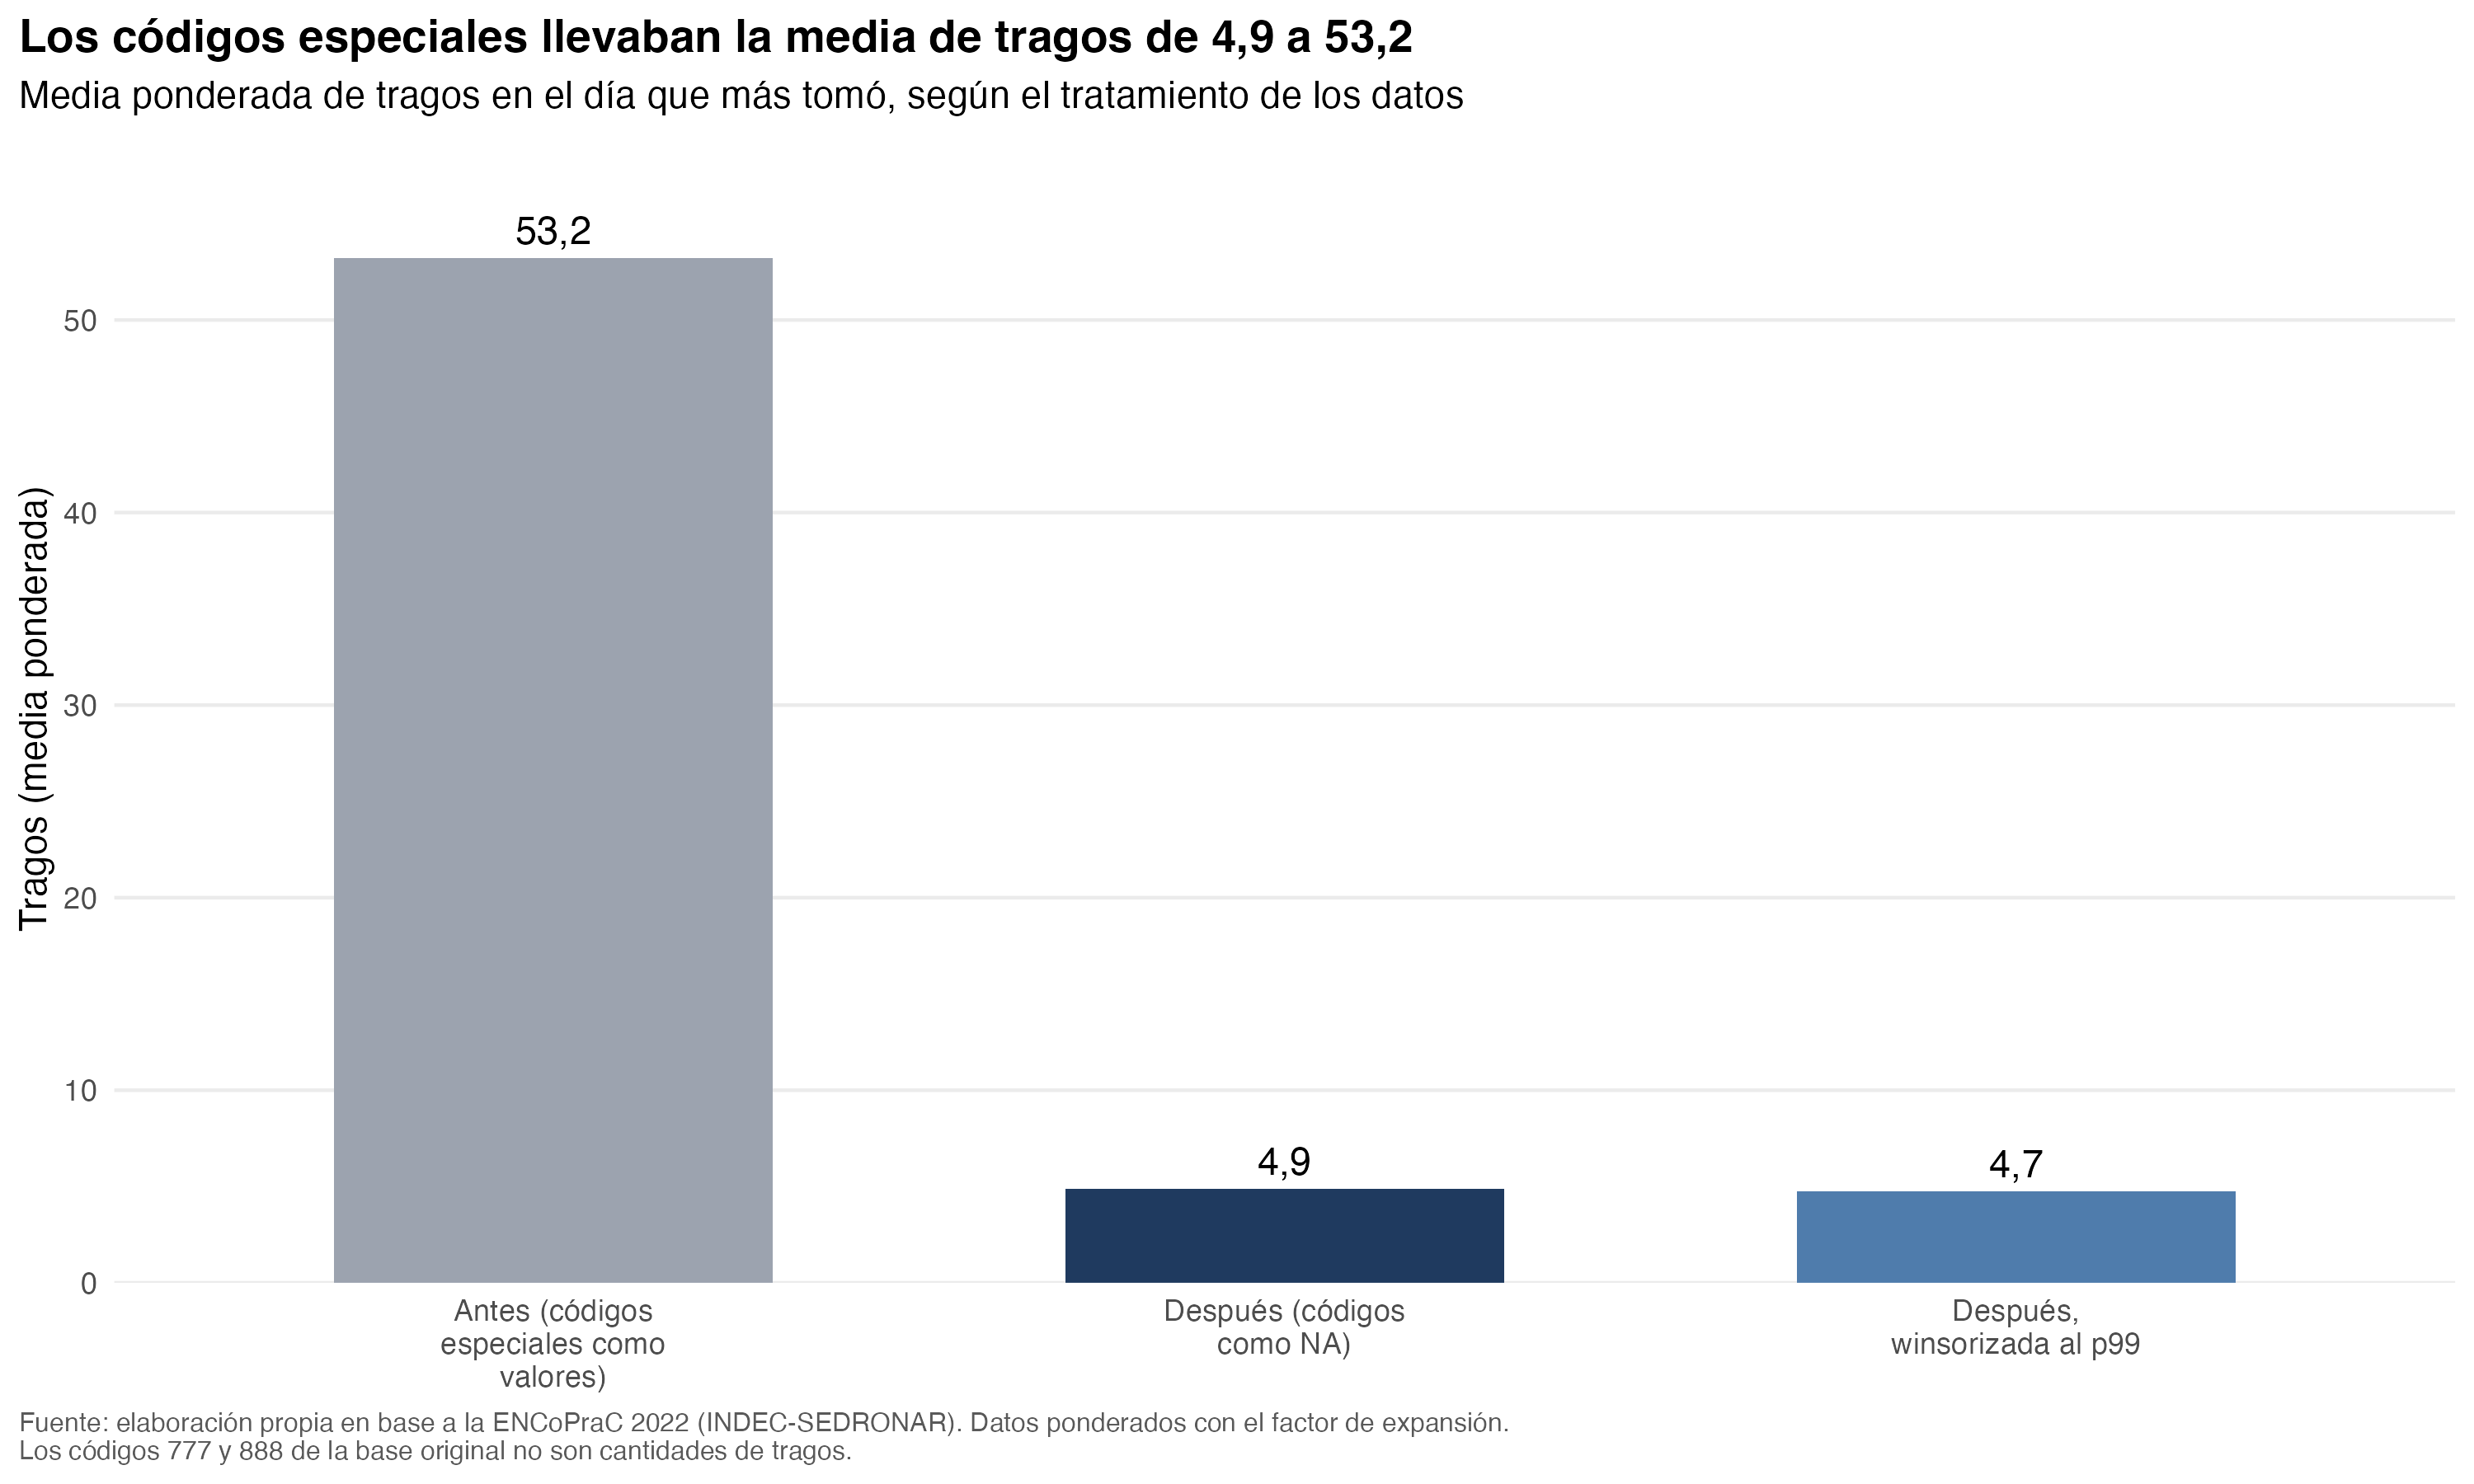 Los códigos especiales llevaban la media de tragos de 4,9 a 53,2
Media ponderada de tragos en el día que más tomó, según el tratamiento de los datos
Tragos (media ponderada)
53,2
50
40
30
20
10
0
4,9
4,7
Antes (códigos
especiales como
valores)
Después (códigos
como NA)
Después,
winsorizada al p99
Fuente: elaboración propia en base a la ENCoPraC 2022 (INDEC-SEDRONAR). Datos ponderados con el factor de expansión.
Los códigos 777 y 888 de la base original no son cantidades de tragos.